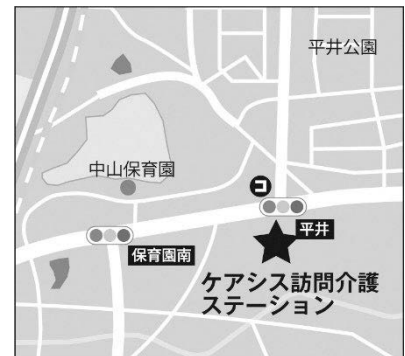 平井公園
中山保育園
コ
平井
保育園南
ケアシス訪問介護
ステーション